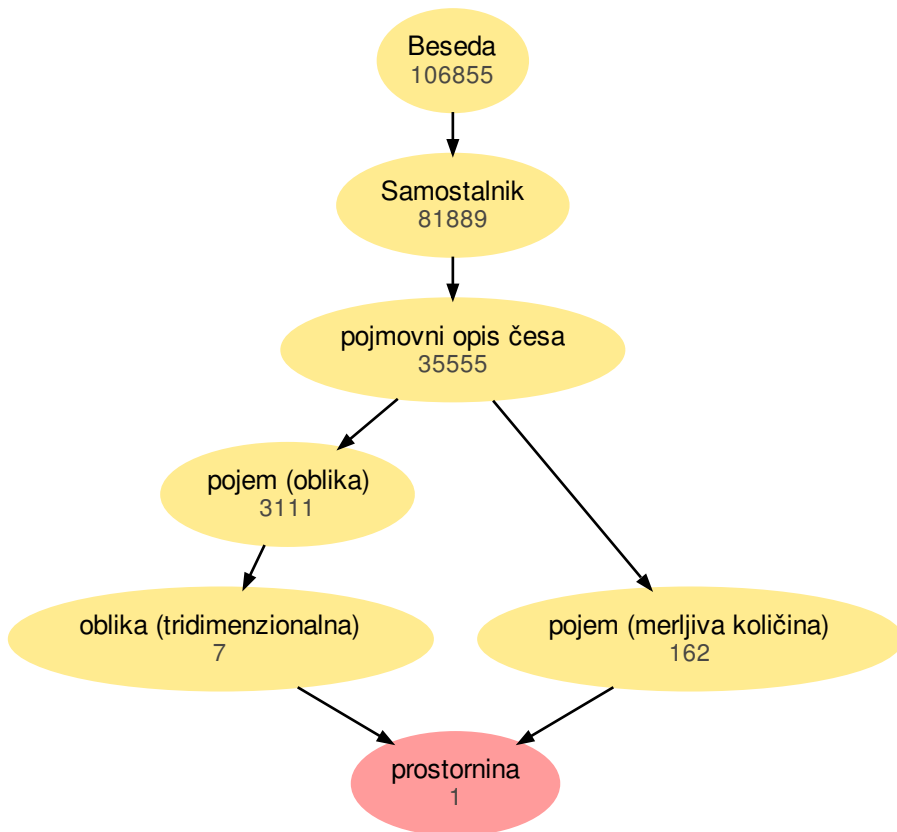 Beseda
106855
Samostalnik
81889
pojmovni opis česa
35555
pojem (oblika)
3111
oblika (tridimenzionalna)
7
pojem (merljiva količina)
162
prostornina
1